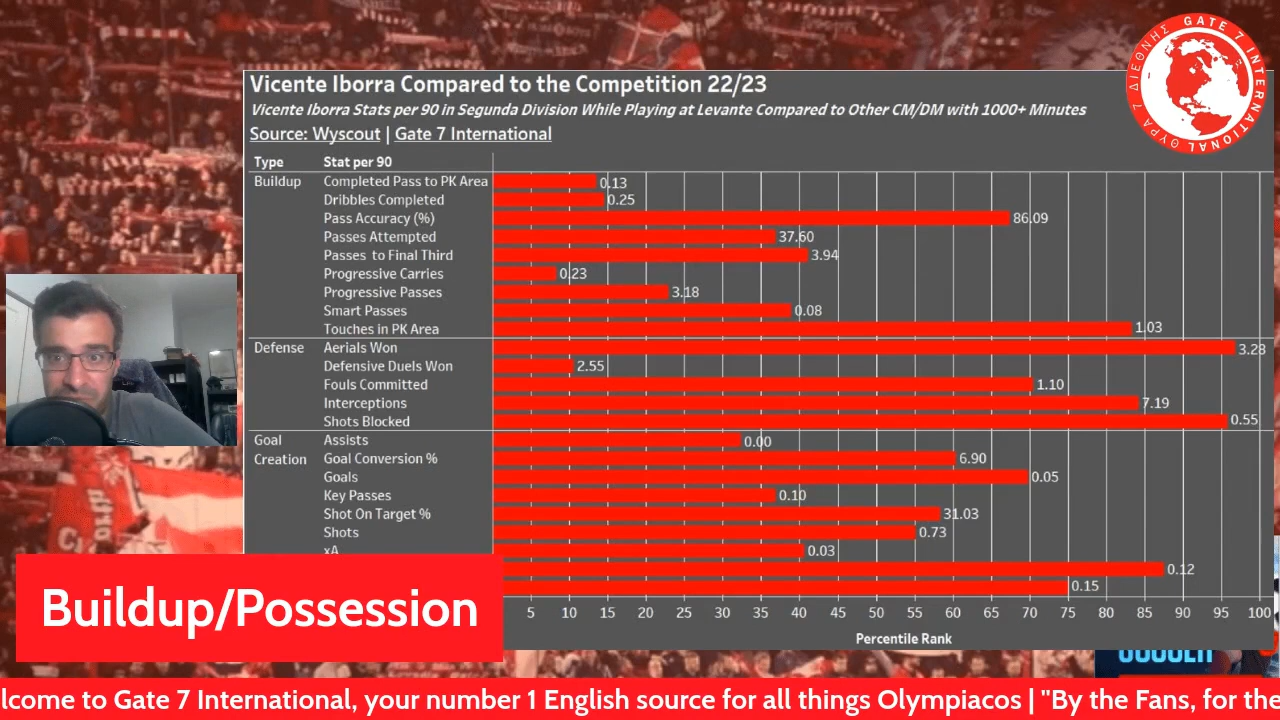 Vicente Iborra Compared to the Competition 22/23
Vicente Iborra Stats per 90 in Segunda Division While Playing at Levante Compared to Other CM/DM with 1000+ Minutes
Source: Wyscout | Gate 7 International
ΘΥΡΑ 7 ΔΙΕΘΝΗΣ GATE 7 INTERNATIONAL
Type Stat per 90
Buildup Completed Pass to PK Area 0.13
Dribbles Completed 0.25
Pass Accuracy (%) 86.09
Passes Attempted 37.60
Passes to Final Third 3.94
Progressive Carries 0.23
Progressive Passes 3.18
Smart Passes 0.08
Touches in PK Area 1.03
Defense Aerials Won 3.28
Defensive Duels Won 2.55
Fouls Committed 1.10
Interceptions 7.19
Shots Blocked 0.55
Goal Assists 0.00
Creation Goal Conversion % 6.90
Goals 0.05
Key Passes 0.10
Shot On Target % 31.03
Shots 0.73
xA 0.03
0.12
0.15
5 10 15 20 25 30 35 40 45 50 55 60 65 70 75 80 85 90 95 100
Percentile Rank
Buildup/Possession
lcome to Gate 7 International, your number 1 English source for all things Olympiacos | "By the Fans, for the